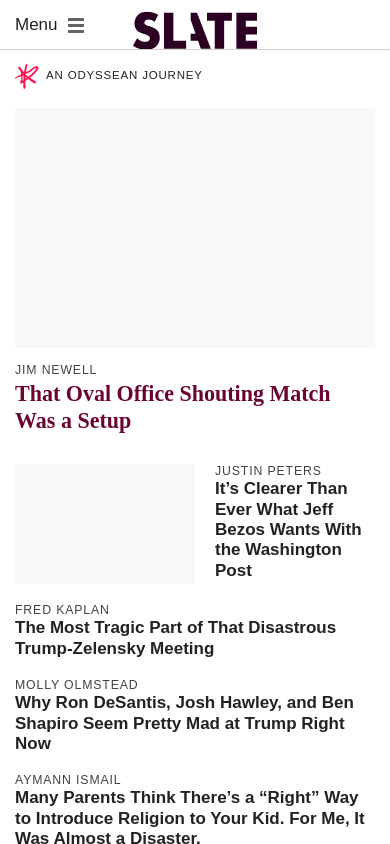 Menu
SLATE
AN ODYSSEAN JOURNEY
JIM NEWELL
That Oval Office Shouting Match
Was a Setup
JUSTIN PETERS
It’s Clearer Than
Ever What Jeff
Bezos Wants With
the Washington
Post
FRED KAPLAN
The Most Tragic Part of That Disastrous
Trump-Zelensky Meeting
MOLLY OLMSTEAD
Why Ron DeSantis, Josh Hawley, and Ben
Shapiro Seem Pretty Mad at Trump Right
Now
AYMANN ISMAIL
Many Parents Think There’s a “Right” Way
to Introduce Religion to Your Kid. For Me, It
Was Almost a Disaster.